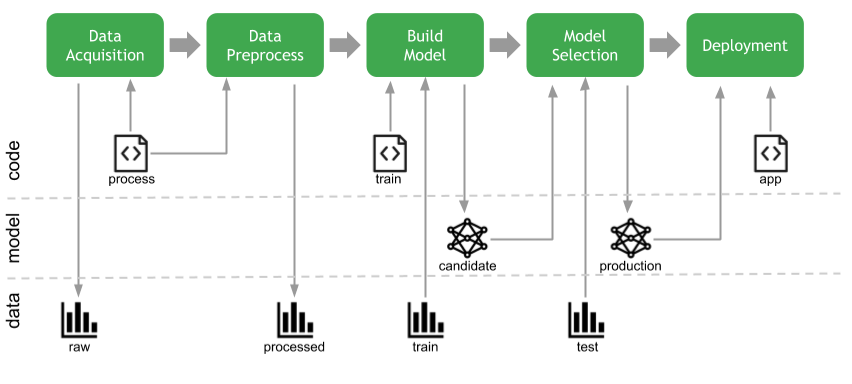 Data
Acquisition
Data
Preprocess
Build
Model
Model
Selection
Deployment
code
process
train
app
model
candidate
production
data
raw
processed
train
test